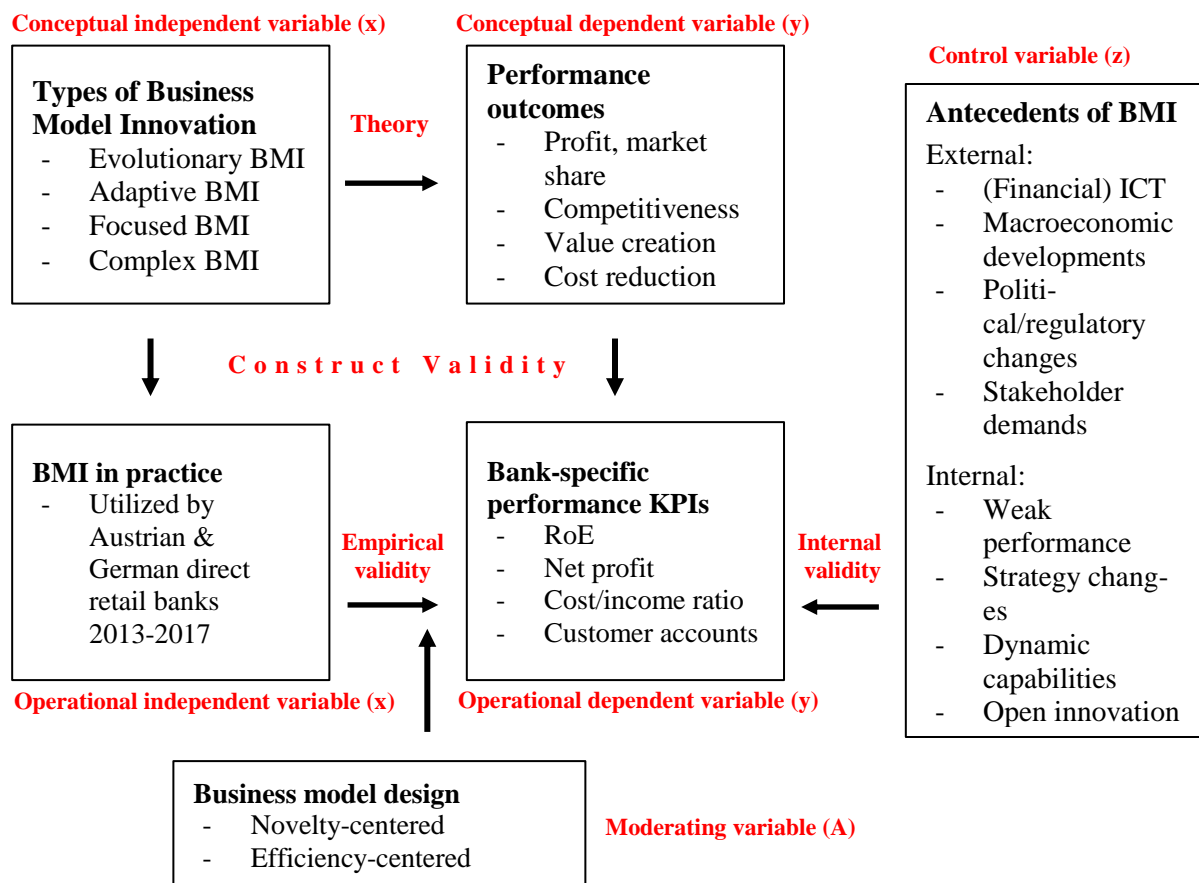 Conceptual independent variable (x)
Types of Business
Model Innovation
- Evolutionary BMI
- Adaptive BMI
- Focused BMI
- Complex BMI
Theory
Conceptual dependent variable (y)
Performance
outcomes
- Profit, market
share
- Competitiveness
- Value creation
- Cost reduction
Control variable (z)
Antecedents of BMI
External:
- (Financial) ICT
- Macroeconomic
developments
- Politi-
cal/regulatory
changes
- Stakeholder
demands
Internal:
- Weak
performance
- Strategy chang-
es
- Dynamic
capabilities
- Open innovation
Construct Validity
BMI in practice
- Utilized by
Austrian &
German direct
retail banks
2013-2017
Operational independent variable (x)
Empirical
validity
Bank-specific
performance KPIs
- RoE
- Net profit
- Cost/income ratio
- Customer accounts
Operational dependent variable (y)
Internal
validity
Business model design
- Novelty-centered
- Efficiency-centered
Moderating variable (A)